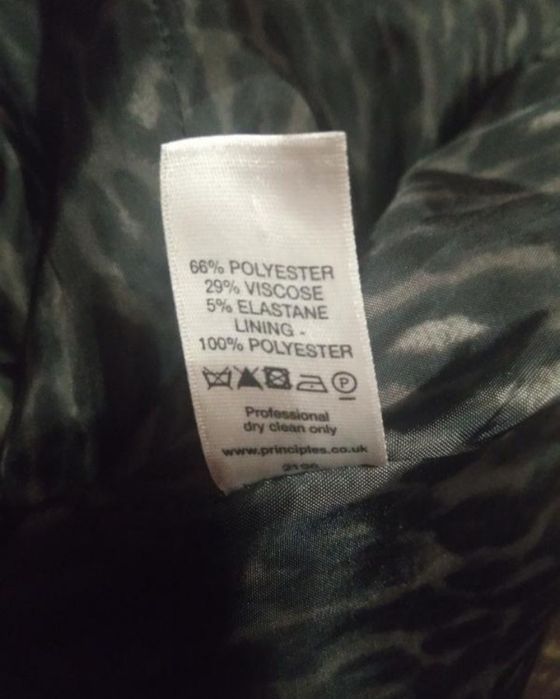 66% POLYESTER
29% VISCOSE
5% ELASTANE
LINING -
100% POLYESTER
P
Professional
dry clean only
www.principles.co.uk